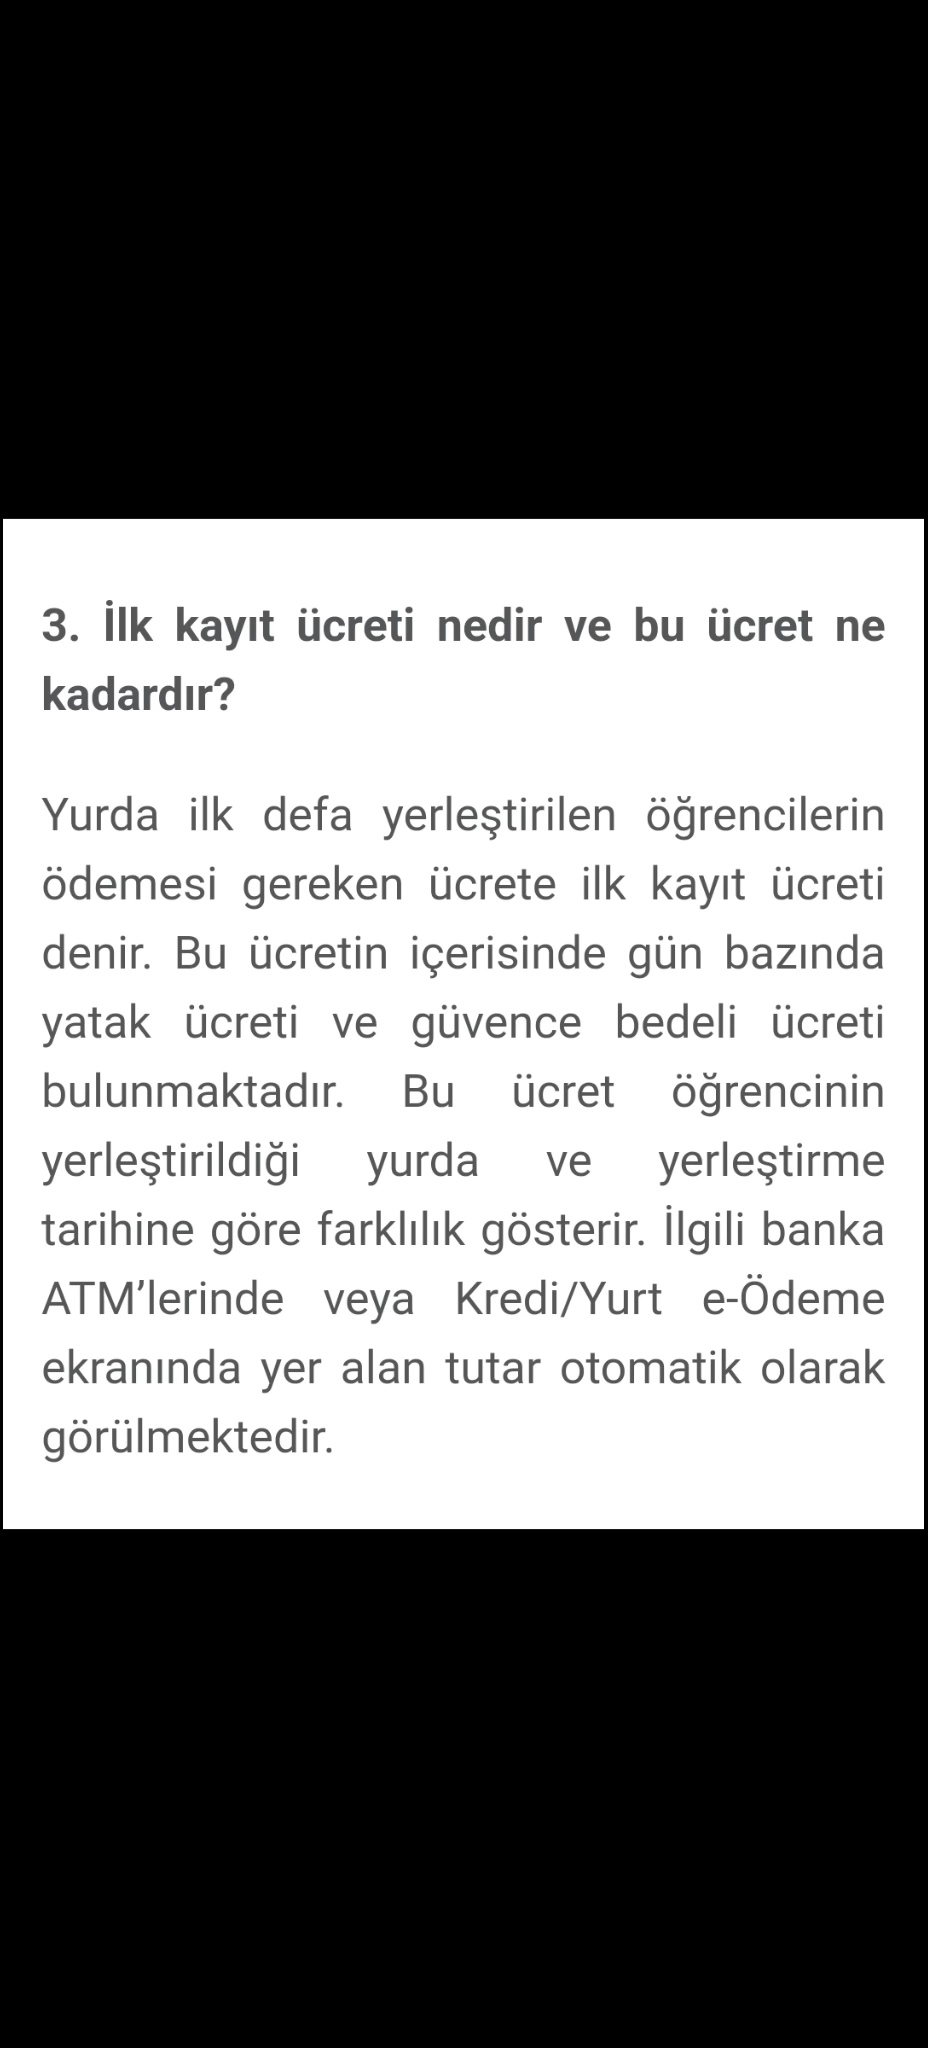 3. İlk kayıt ücreti nedir ve bu ücret ne
kadardır?
Yurda ilk defa yerleştirilen öğrencilerin
ödemesi gereken ücrete ilk kayıt ücreti
denir. Bu ücretin içerisinde gün bazında
yatak ücreti ve güvence bedeli ücreti
bulunmaktadır. Bu ücret öğrencinin
yerleştirildiği yurda ve yerleştirme
tarihine göre farklılık gösterir. İlgili banka
ATM’lerinde veya Kredi/Yurt e-Ödeme
ekranında yer alan tutar otomatik olarak
görülmektedir.